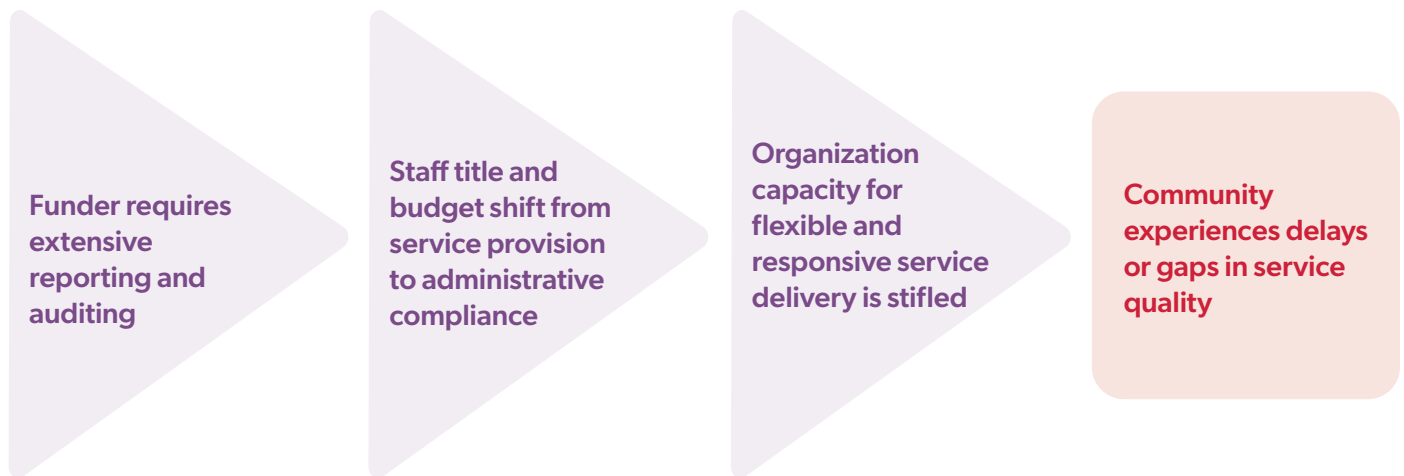 Funder requires
extensive
reporting and
auditing
Staff title and
budget shift from
service provision
to administrative
compliance
Organization
capacity for
flexible and
responsive service
delivery is stifled
Community
experiences delays
or gaps in service
quality